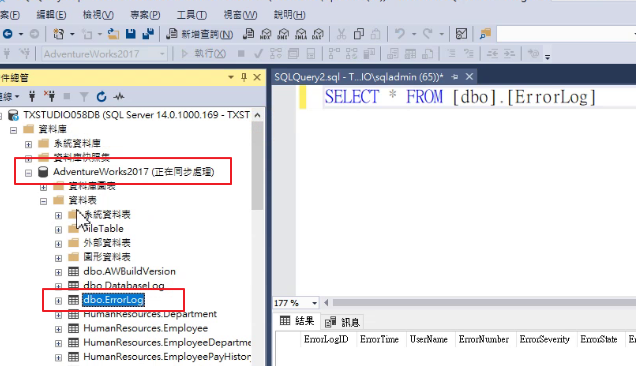 編輯(E) 檢視(V) 專案(P) 工具(T) 視窗(W) 說明(H)
新增查詢(N) MDX DMX XMLA DAX
AdventureWorks2017 執行(X)
件總管
SQLQuery2.sql - T...IO\sqladmin (65))*
連線
SELECT * FROM [dbo].[ErrorLog]
TXSTUDIO058DB (SQL Server 14.0.1000.169 - TXST
資料庫
系統資料庫
資料庫快照集
AdventureWorks2017 (正在同步處理)
資料庫圖表
資料表
系統資料表
FileTable
外部資料表
圖形資料表
dbo.AWBuildVersion
dbo.DatabaseLog
dbo.ErrorLog
HumanResources.Department
HumanResources.Employee
HumanResources.EmployeeDepartme
HumanResources.EmployeePayHistory
177 %
結果 訊息
ErrorLogID ErrorTime UserName ErrorNumber ErrorSeverity ErrorState